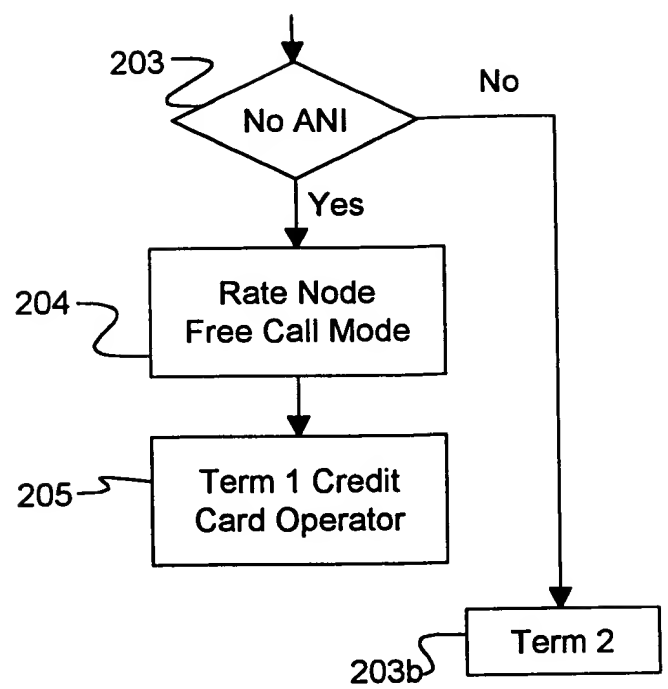 203
No
No ANI
Yes
Rate Node
Free Call Mode
204
Term 1 Credit
Card Operator
205
Term 2
203b